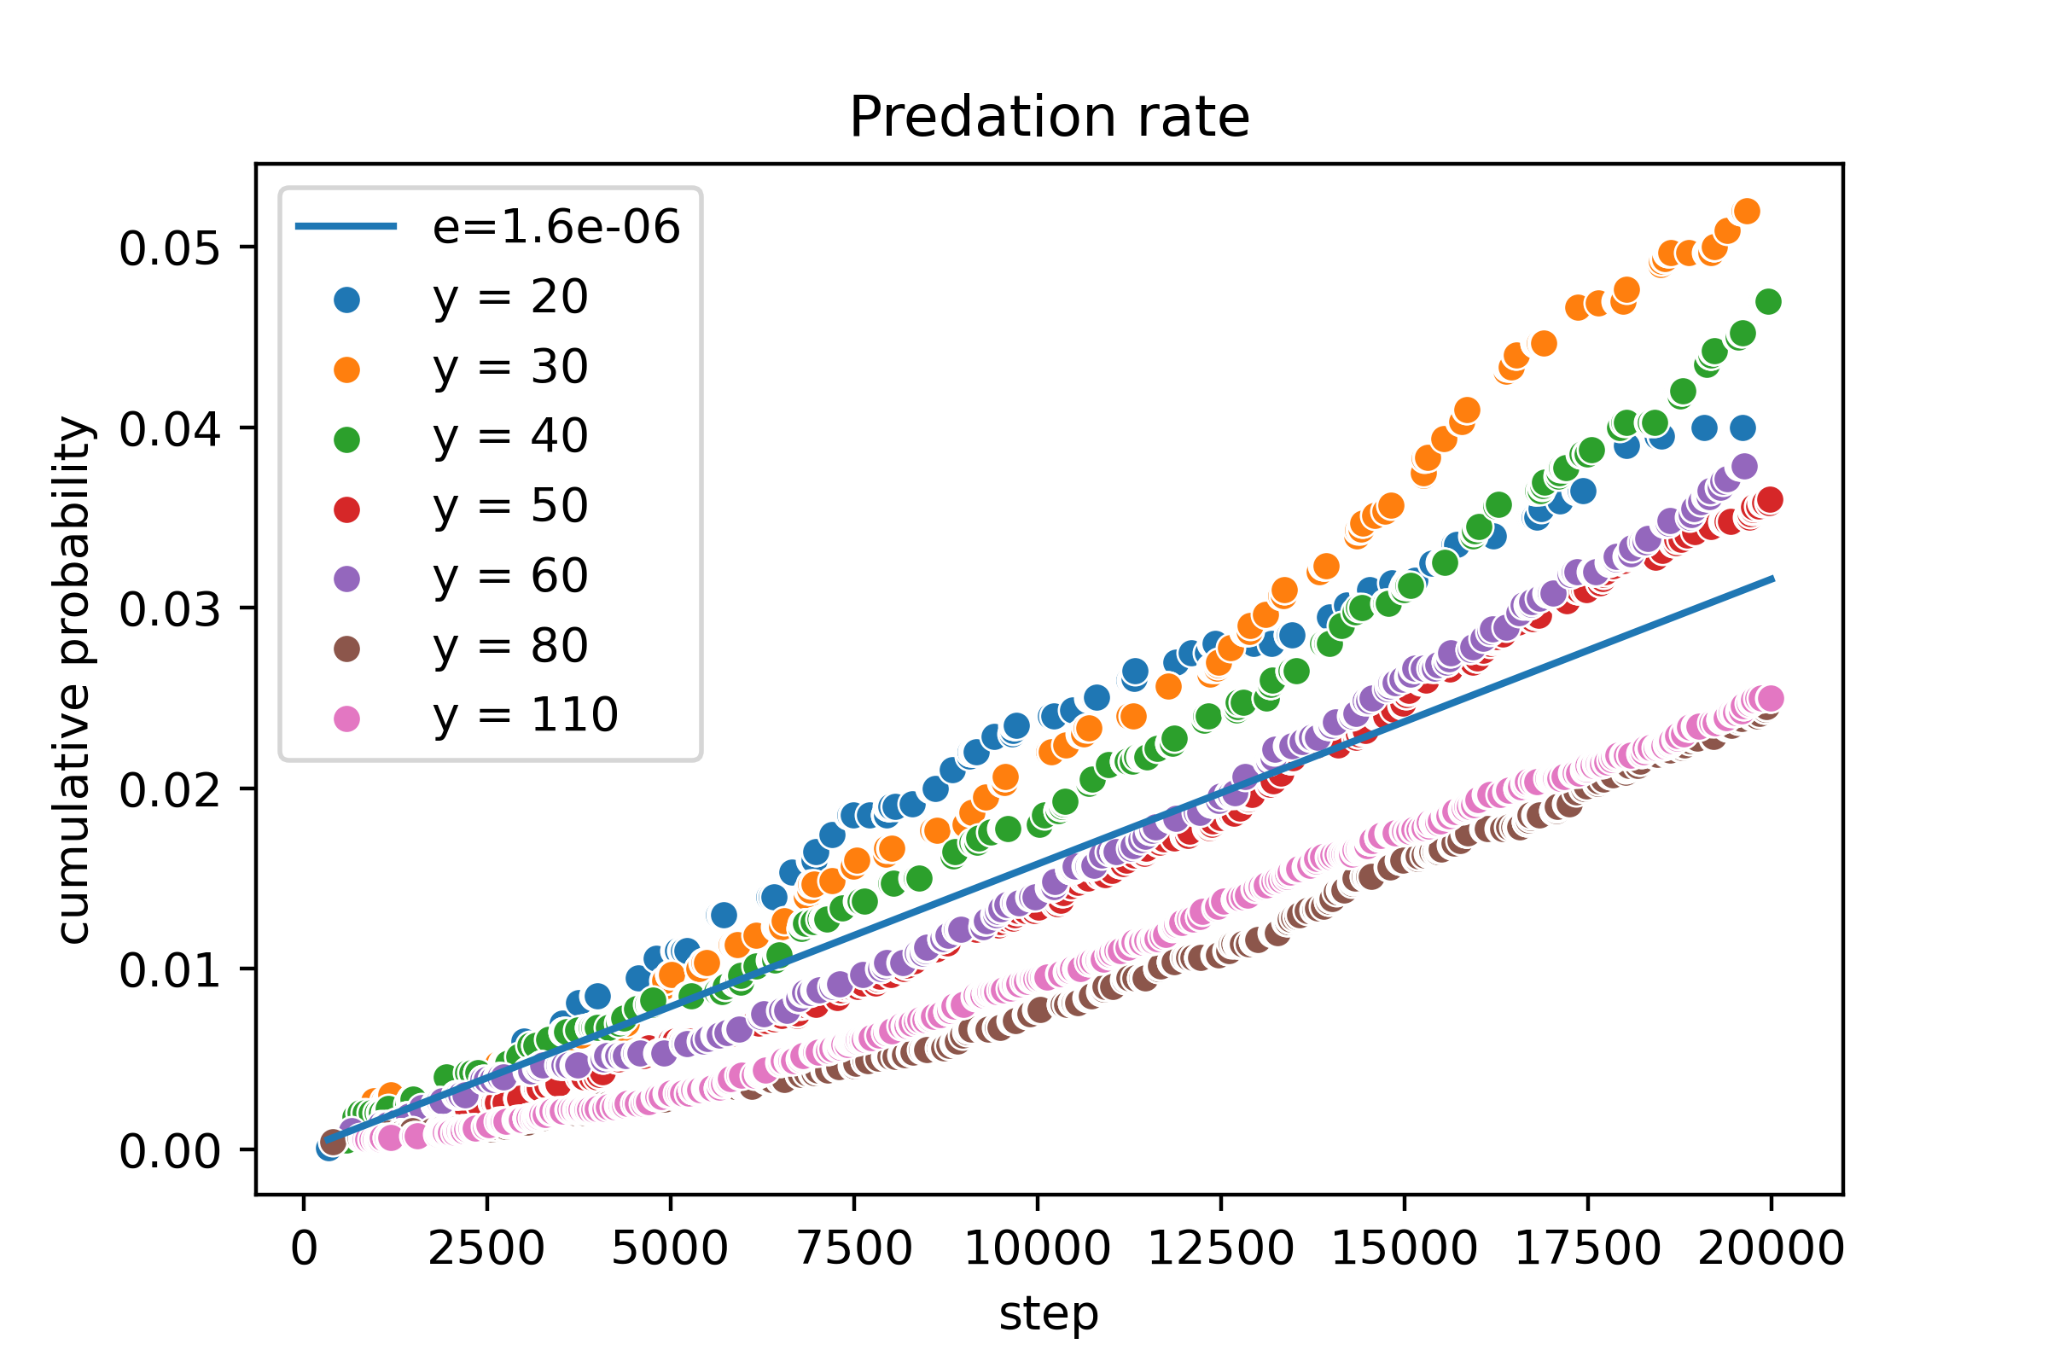 Predation rate
e=1.6e-06
y = 20
y = 30
y = 40
y = 50
y = 60
y = 80
y = 110
cumulative probability
0.05
0.04
0.03
0.02
0.01
0.00
0 2500 5000 7500 10000 12500 15000 17500 20000
step